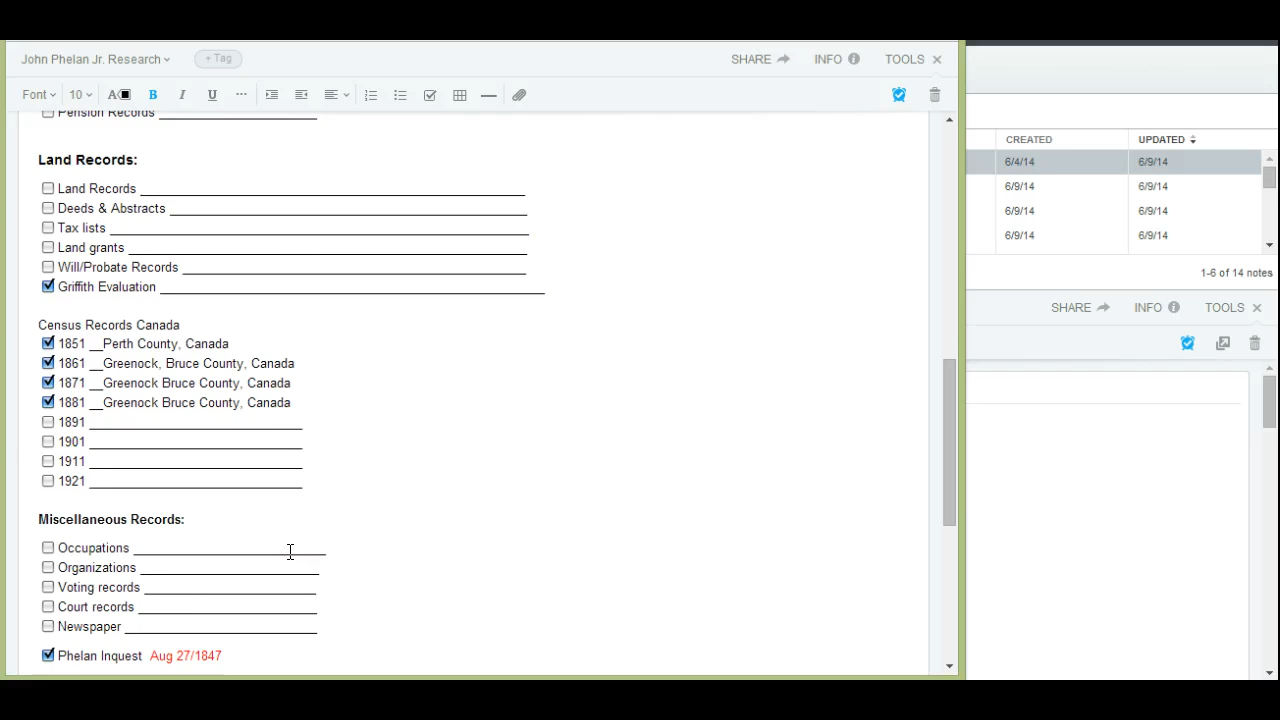 John Phelan Jr. Research
+ Tag
SHARE
INFO
TOOLS
Font
10
A
B
I
U
...
Pension Records
Land Records:
Land Records
Deeds & Abstracts
Tax lists
Land grants
Will/Probate Records
Griffith Evaluation
Census Records Canada
1851 __Perth County, Canada
1861 __Greenock, Bruce County, Canada
1871 __Greenock Bruce County, Canada
1881 __Greenock Bruce County, Canada
1891
1901
1911
1921
Miscellaneous Records:
Occupations
Organizations
Voting records
Court records
Newspaper
Phelan Inquest Aug 27/1847
CREATED UPDATED
6/4/14 6/9/14
6/9/14 6/9/14
6/9/14 6/9/14
6/9/14 6/9/14
1-6 of 14 notes
SHARE
INFO
TOOLS